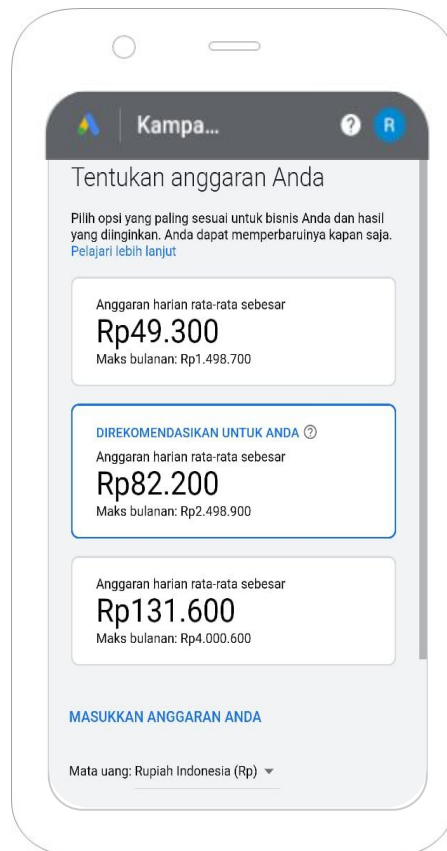 Kampa...
R
Tentukan anggaran Anda
Pilih opsi yang paling sesuai untuk bisnis Anda dan hasil
yang diinginkan. Anda dapat memperbaruinya kapan saja.
Pelajari lebih lanjut
Anggaran harian rata-rata sebesar
Rp49.300
Maks bulanan: Rp1.498.700
DIREKOMENDASIKAN UNTUK ANDA
Anggaran harian rata-rata sebesar
Rp82.200
Maks bulanan: Rp2.498.900
Anggaran harian rata-rata sebesar
Rp131.600
Maks bulanan: Rp4.000.600
MASUKKAN ANGGARAN ANDA
Mata uang: Rupiah Indonesia (Rp)